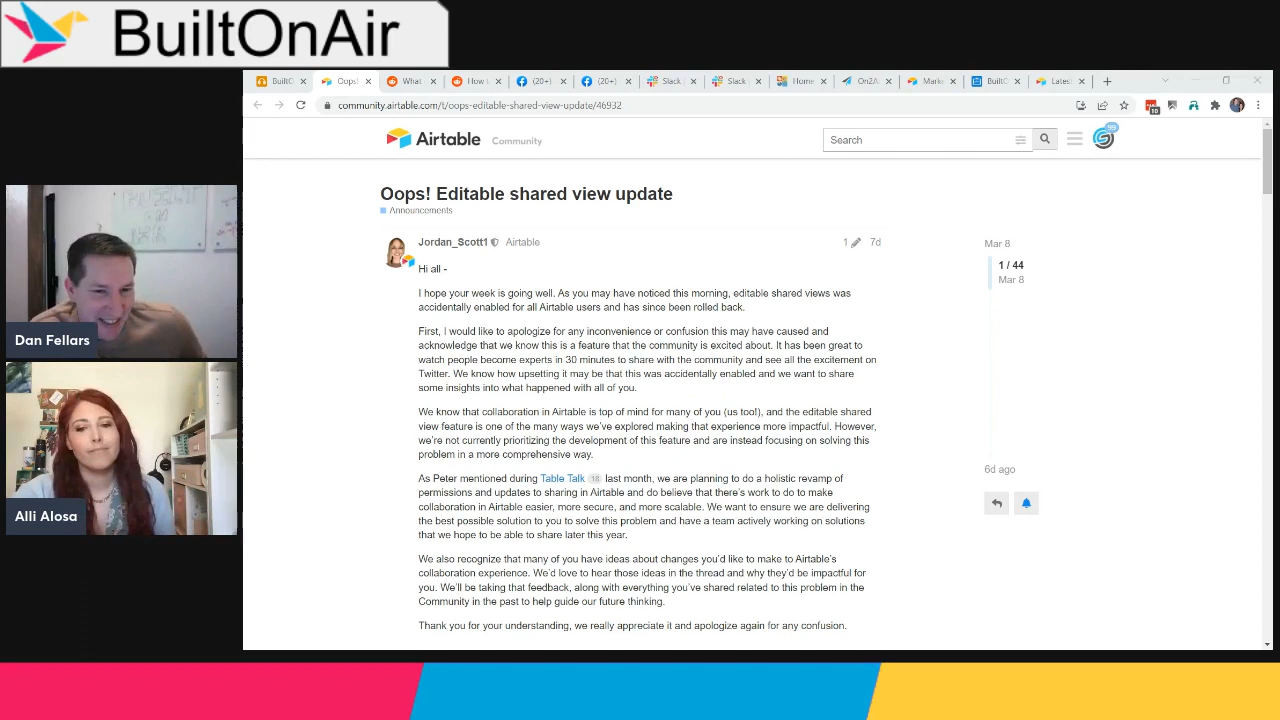 BuiltOnAir
BuiltO
Oops!
What
How t
(20+)
(20+)
Slack
Slack
Home
On2A
Marke
BuiltC
Latest
community.airtable.com/t/oops-editable-shared-view-update/46932
10
Airtable Community
Search
99
Oops! Editable shared view update
Announcements
Jordan_Scott1 Airtable
1 7d
Hi all -
I hope your week is going well. As you may have noticed this morning, editable shared views was
accidentally enabled for all Airtable users and has since been rolled back.
First, I would like to apologize for any inconvenience or confusion this may have caused and
acknowledge that we know this is a feature that the community is excited about. It has been great to
watch people become experts in 30 minutes to share with the community and see all the excitement on
Twitter. We know how upsetting it may be that this was accidentally enabled and we want to share
some insights into what happened with all of you.
We know that collaboration in Airtable is top of mind for many of you (us too!), and the editable shared
view feature is one of the many ways we've explored making that experience more impactful. However,
we're not currently prioritizing the development of this feature and are instead focusing on solving this
problem in a more comprehensive way.
As Peter mentioned during Table Talk 18 last month, we are planning to do a holistic revamp of
permissions and updates to sharing in Airtable and do believe that there's work to do to make
collaboration in Airtable easier, more secure, and more scalable. We want to ensure we are delivering
the best possible solution to you to solve this problem and have a team actively working on solutions
that we hope to be able to share later this year.
We also recognize that many of you have ideas about changes you'd like to make to Airtable's
collaboration experience. We'd love to hear those ideas in the thread and why they'd be impactful for
you. We'll be taking that feedback, along with everything you've shared related to this problem in the
Community in the past to help guide our future thinking.
Thank you for your understanding, we really appreciate it and apologize again for any confusion.
Mar 8
1 / 44
Mar 8
6d ago
Dan Fellars
Alli Alosa